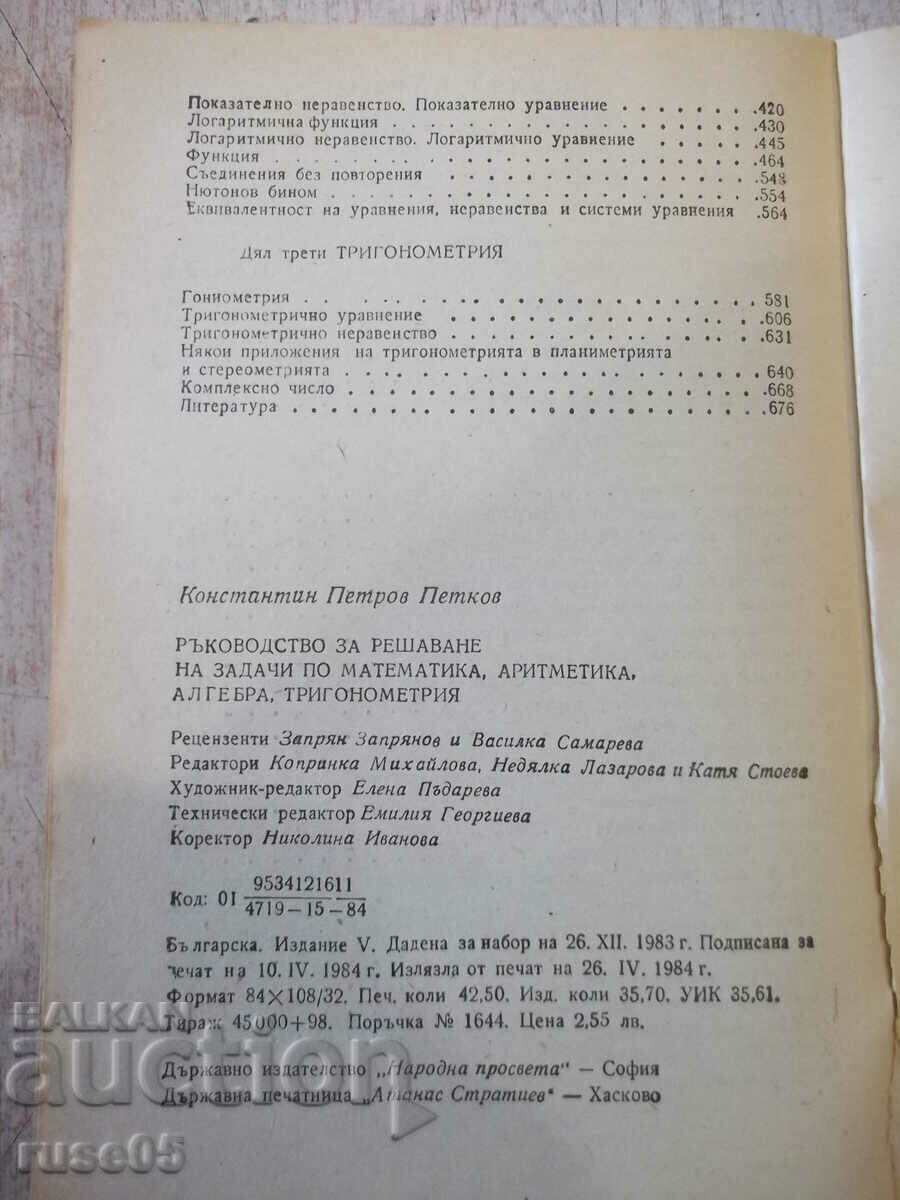 Показателно неравенство. Показателно уравнение . . . . . . . .420
Логаритмична функция . . . . . . . . . . . . . . . . .430
Логаритмично неравенство. Логаритмично уравнение . . . . .445
Функция . . . . . . . . . . . . . . . . . . . . . .464
Съединения без повторения . . . . . . . . . . . . . . .543
Нютонов бином . . . . . . . . . . . . . . . . . . . .554
Еквивалентност на уравнения, неравенства и системи уравнения .564
Дял трети ТРИГОНОМЕТРИЯ
Гониометрия . . . . . . . . . . . . . . . . . . . . .581
Тригонометрично уравнение . . . . . . . . . . . . . . .606
Тригонометрично неравенство . . . . . . . . . . . . . .631
Някои приложения на тригонометрията в планиметрията
и стереометрията . . . . . . . . . . . . . . . . . . 640
Комплексно число . . . . . . . . . . . . . . . . . . .668
Литература . . . . . . . . . . . . . . . . . . . . .676
Константин Петров Петков
РЪКОВОДСТВО ЗА РЕШАВАНЕ
НА ЗАДАЧИ ПО МАТЕМАТИКА, АРИТМЕТИКА,
АЛГЕБРА, ТРИГОНОМЕТРИЯ
Рецензенти Запрян Запрянов и Василка Самарева
Редактори Копринка Михайлова, Недялка Лазарова и Катя Стоева
Художник-редактор Елена Пъдарева
Технически редактор Емилия Георгиева
Коректор Николина Иванова
Код: 01 9534121611
4719—15—84
Българска. Издание V. Дадена за набор на 26. XII. 1983 г. Подписана за
печат на 10. IV. 1984 г. Излязла от печат на 26. IV. 1984 г.
Формат 84×108/32. Печ. коли 42,50. Изд. коли 35,70. УИК 35,61.
Тираж 45000+98. Поръчка № 1644. Цена 2,55 лв.
Държавно издателство „Народна просвета“ — София
Държавна печатница „Атанас Стратиев“ — Хасково
BALKAN
auction
ruse05